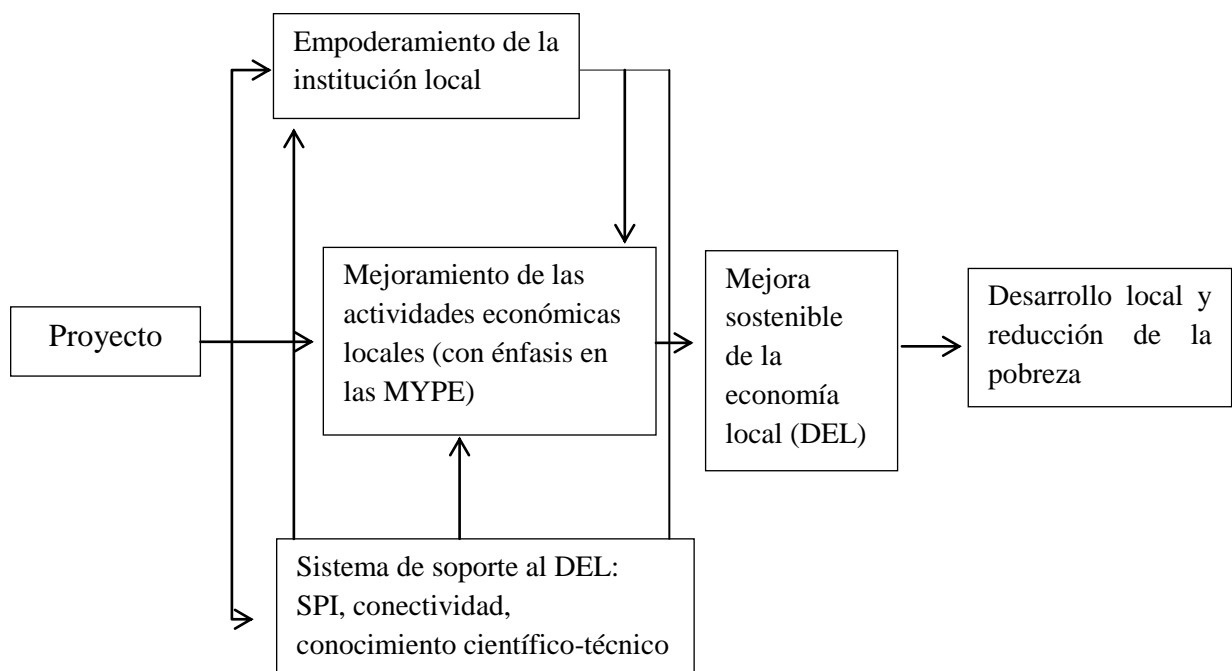 Empoderamiento de la
institución local
Proyecto
Mejoramiento de las
actividades económicas
locales (con énfasis en
las MYPE)
Mejora
sostenible
de la
economía
local (DEL)
Desarrollo local y
reducción de la
pobreza
Sistema de soporte al DEL:
SPI, conectividad,
conocimiento científico-técnico